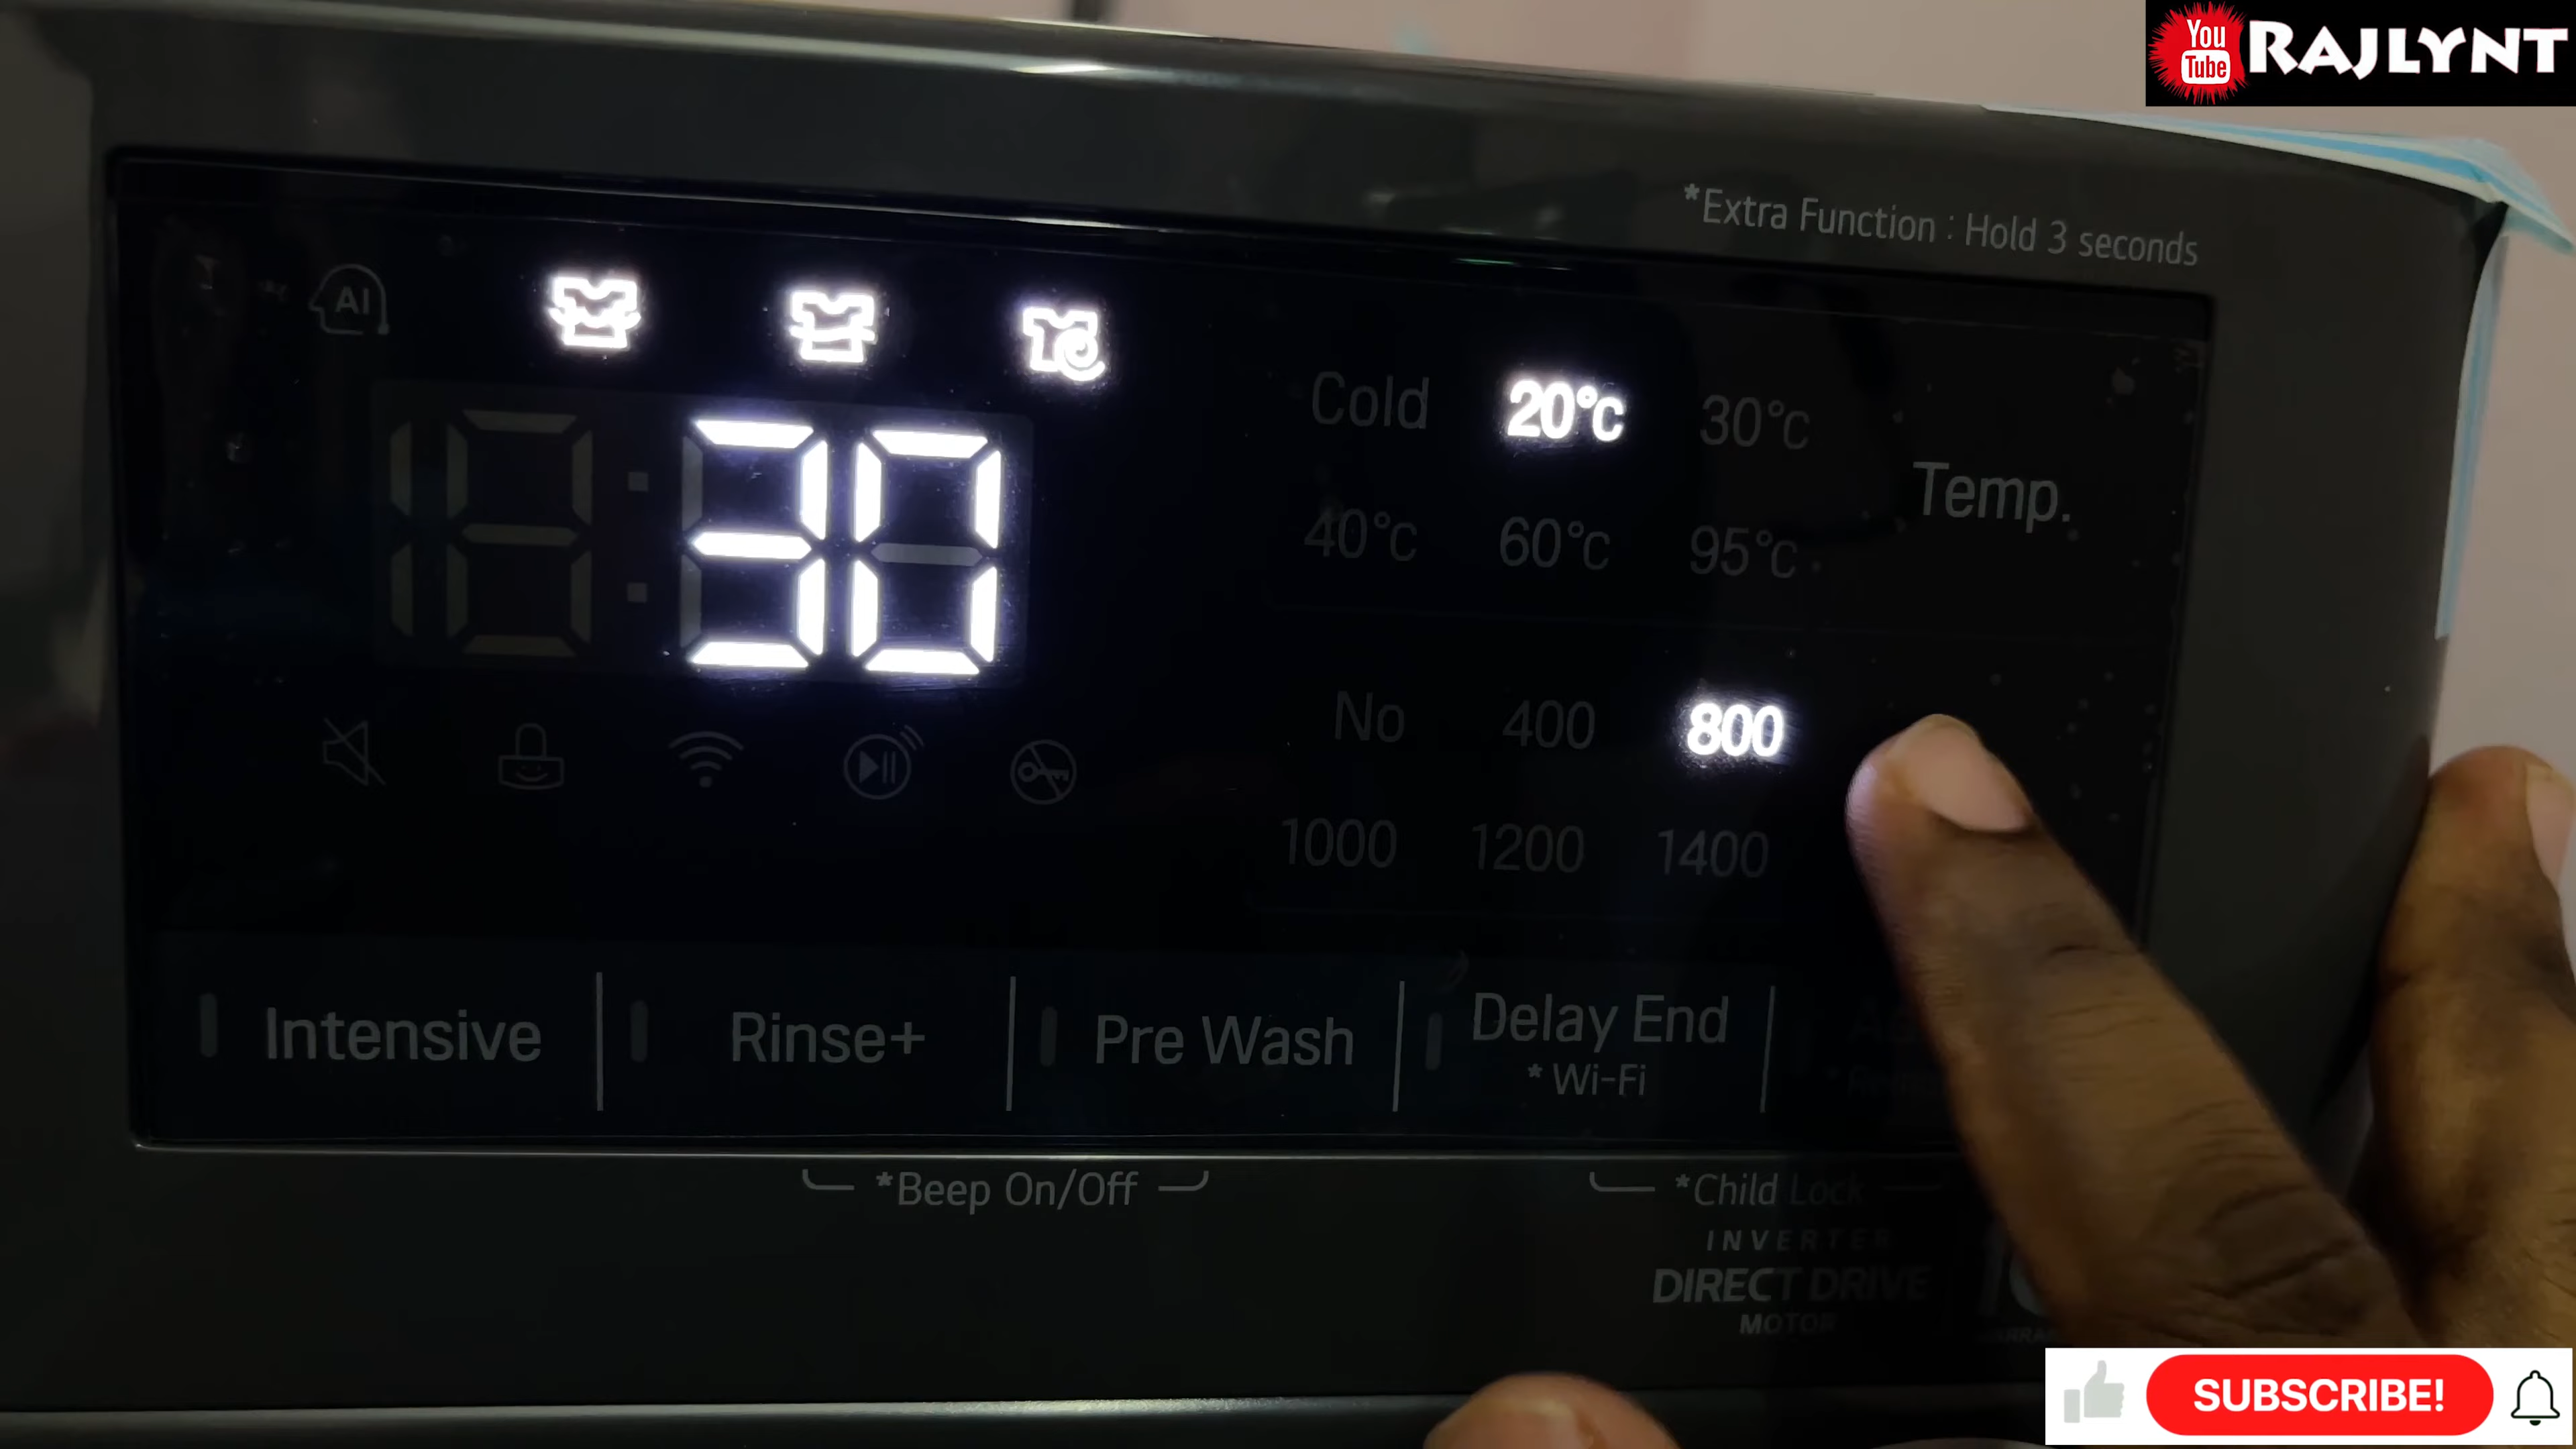 You
Tube
RAJLYNT
*Extra Function : Hold 3 seconds
AI
30
Cold 20°C 30°C
40°C 60°C 95°C
Temp.
No 400 800
1000 1200 1400
Intensive
Rinse+
Pre Wash
Delay End
* Wi-Fi
*Beep On/Off
*Child Lock
INVERTER
DIRECT DRIVE
MOTOR
SUBSCRIBE!